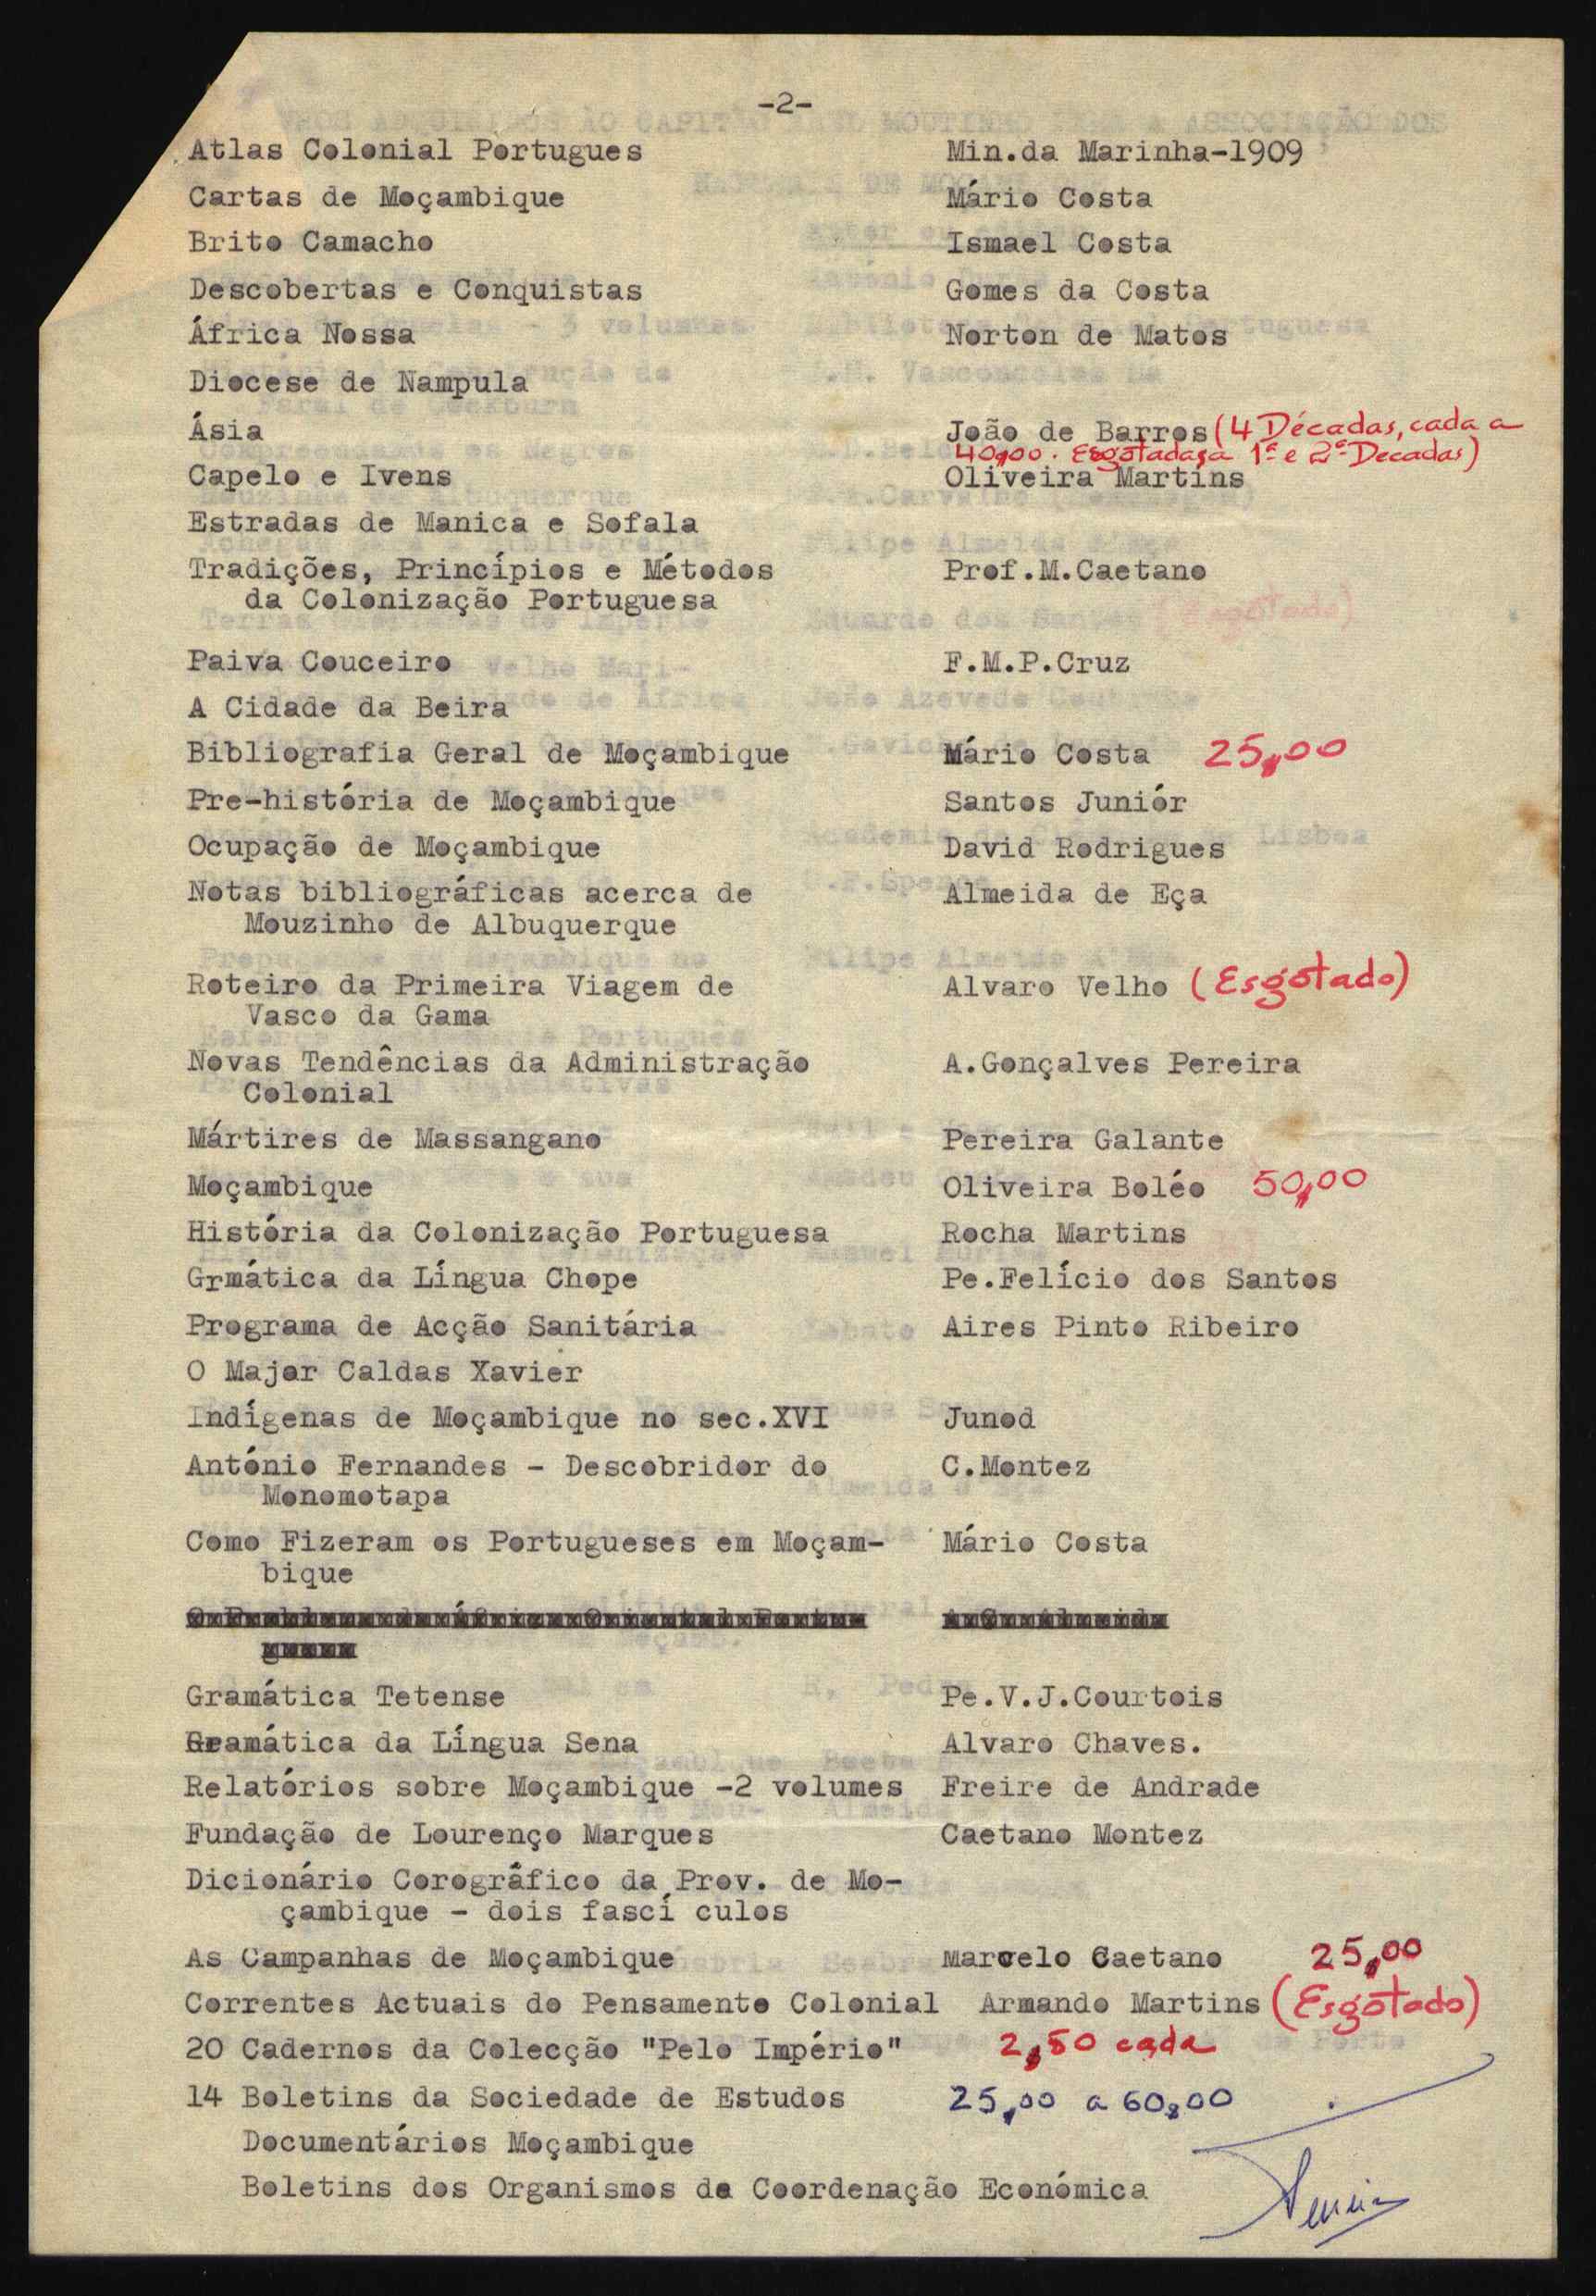 -2-
Atlas Colonial Portugues Min.da Marinha-1909
Cartas de Moçambique Mário Costa
Brito Camacho Ismael Costa
Descobertas e Conquistas Gomes da Costa
África Nossa Norton de Matos
Diocese de Nampula
Ásia João de Barros (4 Décadas, cada a
40,00. Esgotadas a 1ª e 2ª Decadas)
Capelo e Ivens Oliveira Martins
Estradas de Manica e Sofala
Tradições, Princípios e Métodos Prof.M.Caetano
da Colonização Portuguesa
Paiva Couceiro F.M.P.Cruz
A Cidade da Beira
Bibliografia Geral de Moçambique Mário Costa 25,00
Pre-história de Moçambique Santos Juniór
Ocupação de Moçambique David Rodrigues
Notas bibliográficas acerca de Almeida de Eça
Mouzinho de Albuquerque
Roteiro da Primeira Viagem de Alvaro Velho (Esgotado)
Vasco da Gama
Novas Tendências da Administração A.Gonçalves Pereira
Colonial
Mártires de Massangano Pereira Galante
Moçambique Oliveira Boléo 50,00
História da Colonização Portuguesa Rocha Martins
Grmática da Língua Chope Pe.Felício dos Santos
Programa de Acção Sanitária Aires Pinto Ribeiro
O Major Caldas Xavier
Indígenas de Moçambique no sec.XVI Junod
António Fernandes - Descobridor do C.Montez
Monomotapa
Como Fizeram os Portugueses em Moçam- Mário Costa
bique
Gramática Tetense Pe.V.J.Courtois
Gramática da Língua Sena Alvaro Chaves.
Relatórios sobre Moçambique -2 volumes Freire de Andrade
Fundação de Lourenço Marques Caetano Montez
Dicionário Corográfico da Prov. de Mo-
çambique - dois fascí culos
As Campanhas de Moçambique Marcelo Caetano 25,00
Correntes Actuais do Pensamento Colonial Armando Martins (Esgotado)
20 Cadernos da Colecção "Pelo Império" 2,50 cada
14 Boletins da Sociedade de Estudos 25,00 a 60,00
Documentários Moçambique
Boletins dos Organismos de Coordenação Económica